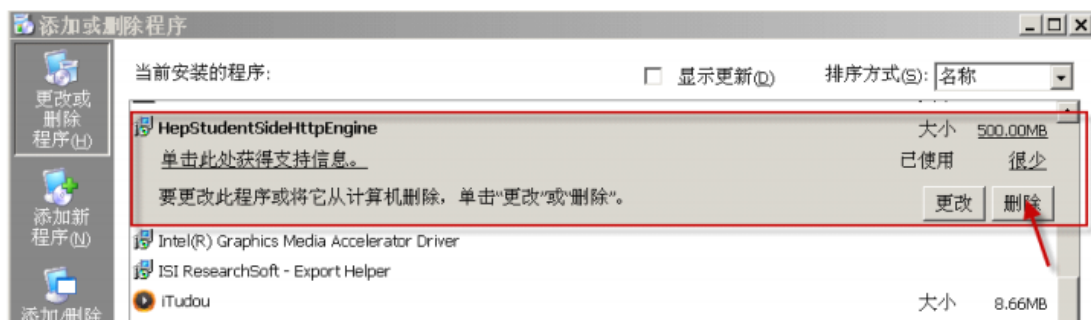 添加或删除程序
更改或
删除
程序(H)
添加新
程序(N)
添加/删除
当前安装的程序:
显示更新(D)
排序方式(S): 名称
HepStudentSideHttpEngine
大小 500.00MB
单击此处获得支持信息。
已使用 很少
要更改此程序或将它从计算机删除，单击“更改”或“删除”。
更改 删除
Intel(R) Graphics Media Accelerator Driver
ISI ResearchSoft - Export Helper
iTudou
大小 8.66MB